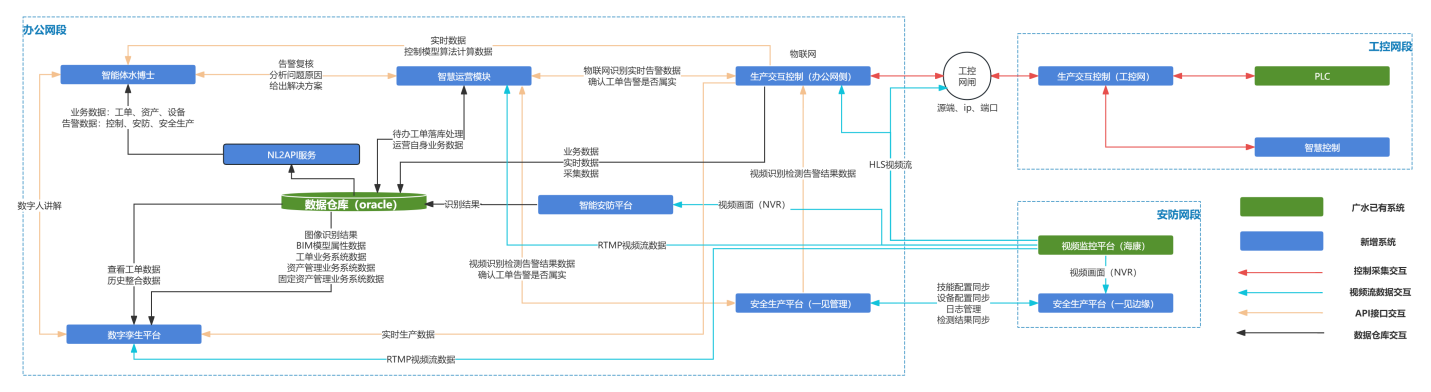 办公网段
实时数据
控制模型算法计算数据
智能体水博士
告警复核
分析问题原因
给出解决方案
智慧运营模块
物联网识别实时告警数据
确认工单告警是否属实
物联网
生产交互控制（办公网侧）
工控
网闸
源端、ip、端口
工控网段
生产交互控制（工控网）
PLC
智慧控制
业务数据：工单、资产、设备
告警数据：控制、安防、安全生产
NL2API服务
待办工单落库处理
运营自身业务数据
业务数据
实时数据
采集数据
视频识别检测告警结果数据
HLS视频流
数字人讲解
数据仓库（oracle）
识别结果
智能安防平台
视频画面（NVR）
RTMP视频流数据
图像识别结果
BIM模型属性数据
工单业务系统数据
资产管理业务系统数据
固定资产管理业务系统数据
查看工单数据
历史整合数据
视频识别检测告警结果数据
确认工单告警是否属实
安全生产平台（一见管理）
技能配置同步
设备配置同步
日志管理
检测结果同步
安防网段
视频监控平台（海康）
视频画面（NVR）
安全生产平台（一见边缘）
数字孪生平台
实时生产数据
RTMP视频流数据
广水已有系统
新增系统
控制采集交互
视频流数据交互
API接口交互
数据仓库交互